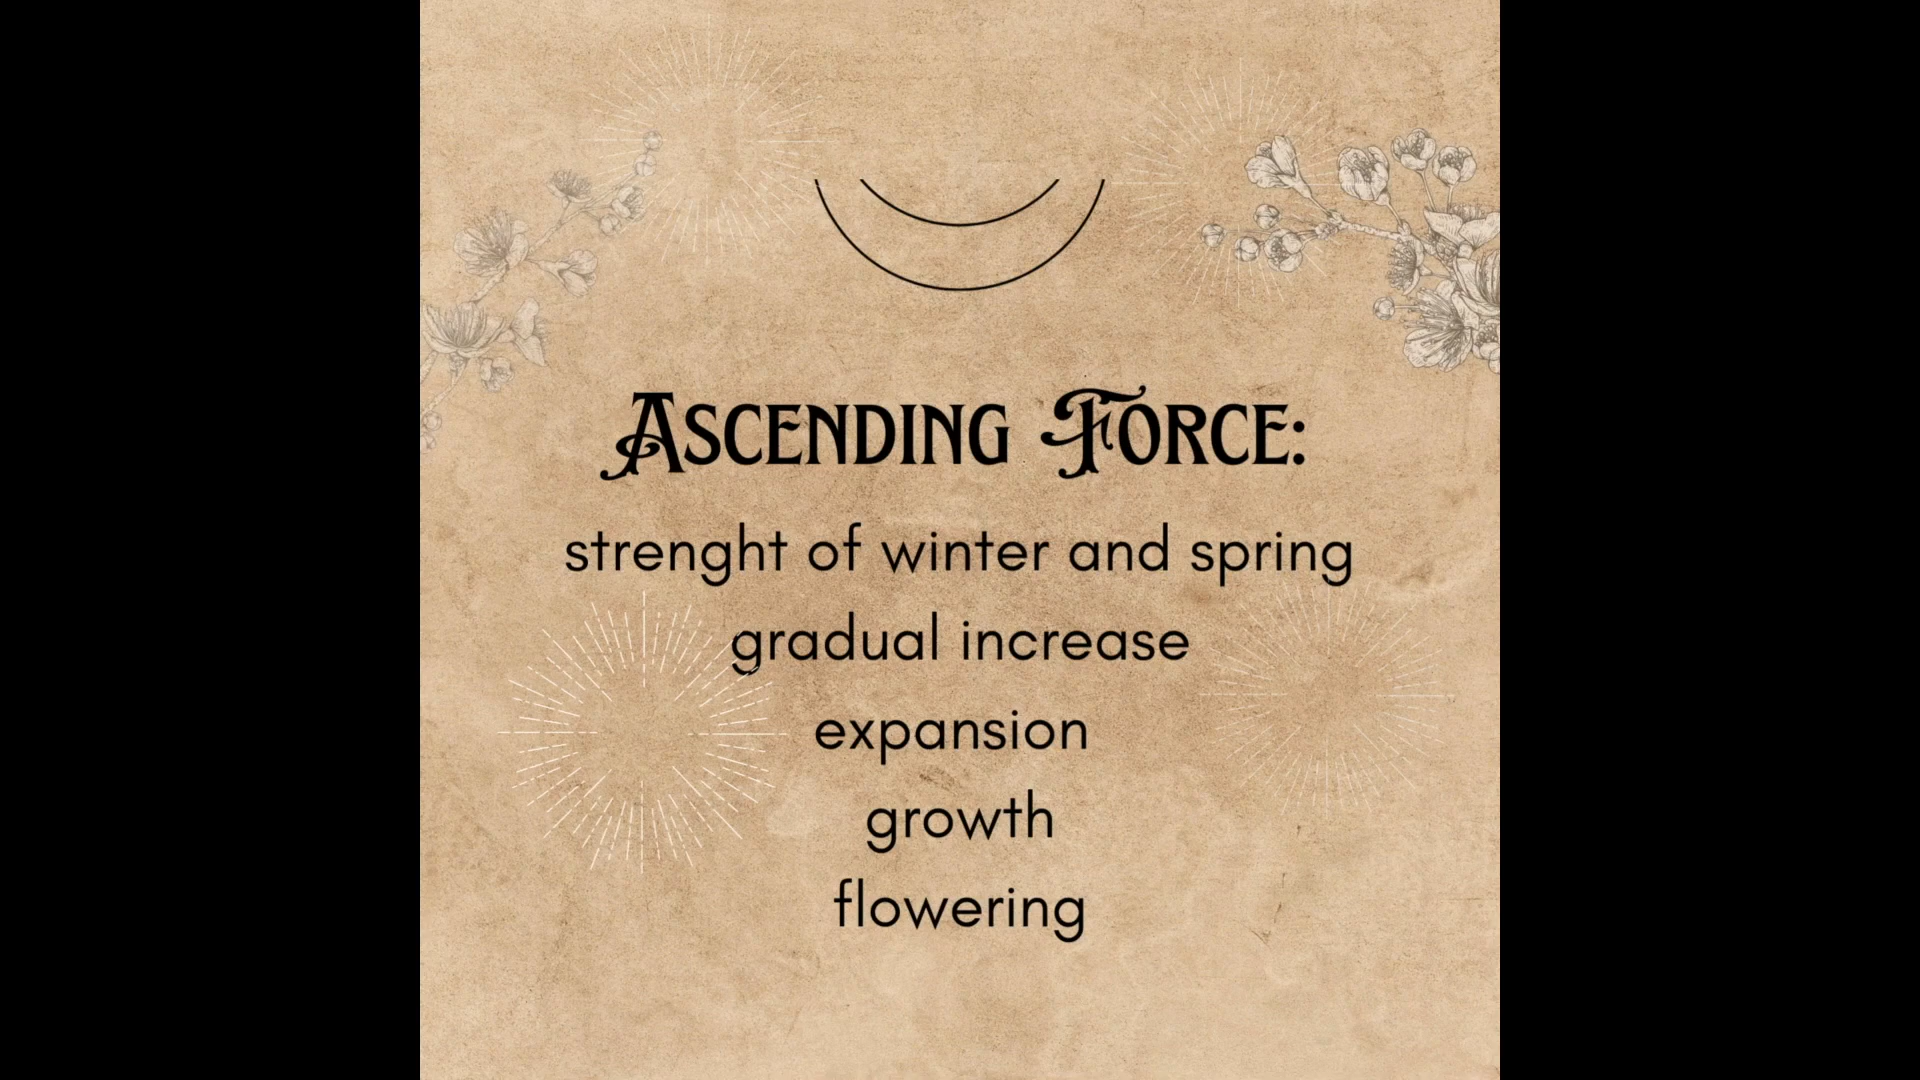 Ascending Force:
strenght of winter and spring
gradual increase
expansion
growth
flowering